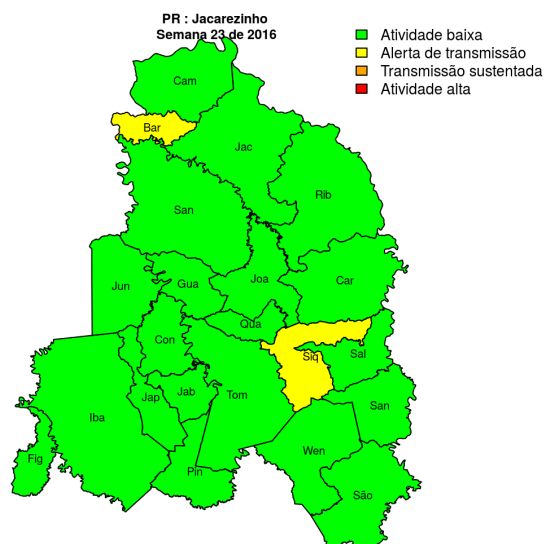 PR : Jacarezinho
Semana 23 de 2016
Atividade baixa
Alerta de transmissão
Transmissão sustentada
Atividade alta
Cam
Bar
Jac
Rib
San
Jun
Gua
Joa
Car
Qua
Con
Siq
Sal
Jap
Jab
Tom
San
Iba
Wen
Fig
Pin
São